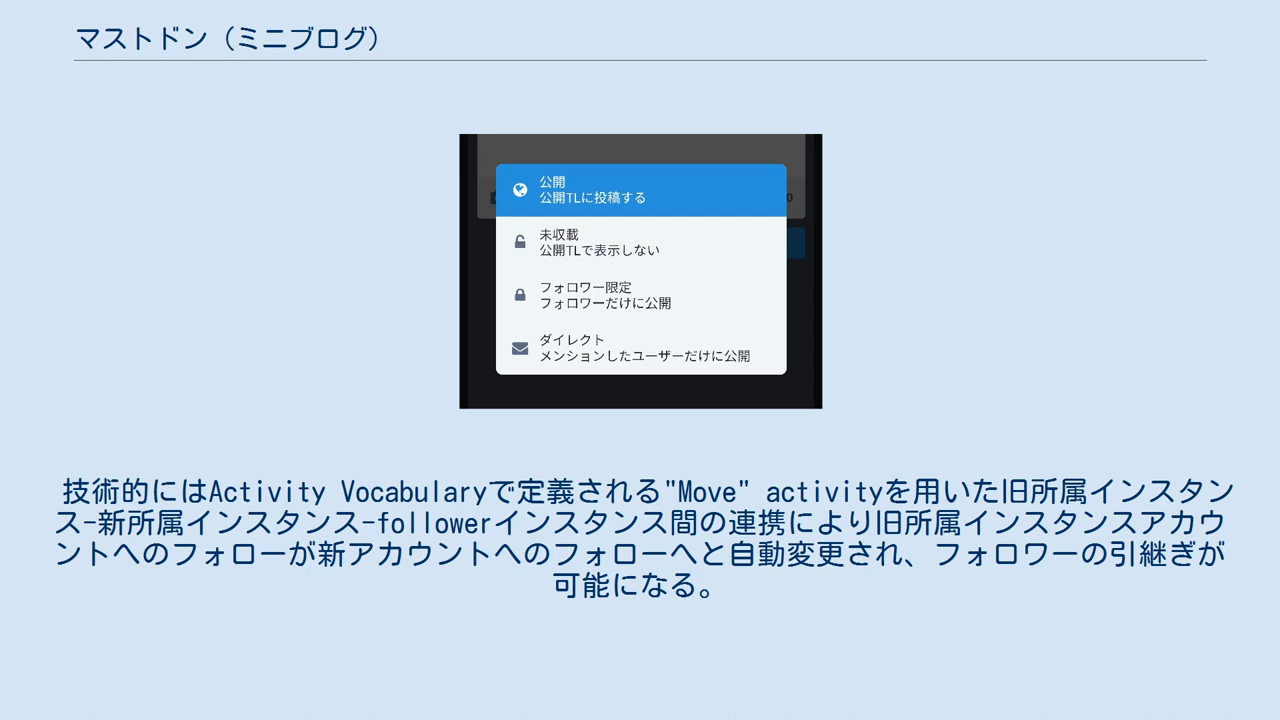 マストドン（ミニブログ）
公開
公開TLに投稿する
0
未収載
公開TLで表示しない
フォロワー限定
フォロワーだけに公開
ダイレクト
メンションしたユーザーだけに公開
技術的にはActivity Vocabularyで定義される"Move" activityを用いた旧所属インスタン
ス-新所属インスタンス-followerインスタンス間の連携により旧所属インスタンスアカウ
ントへのフォローが新アカウントへのフォローへと自動変更され、フォロワーの引継ぎが
可能になる。